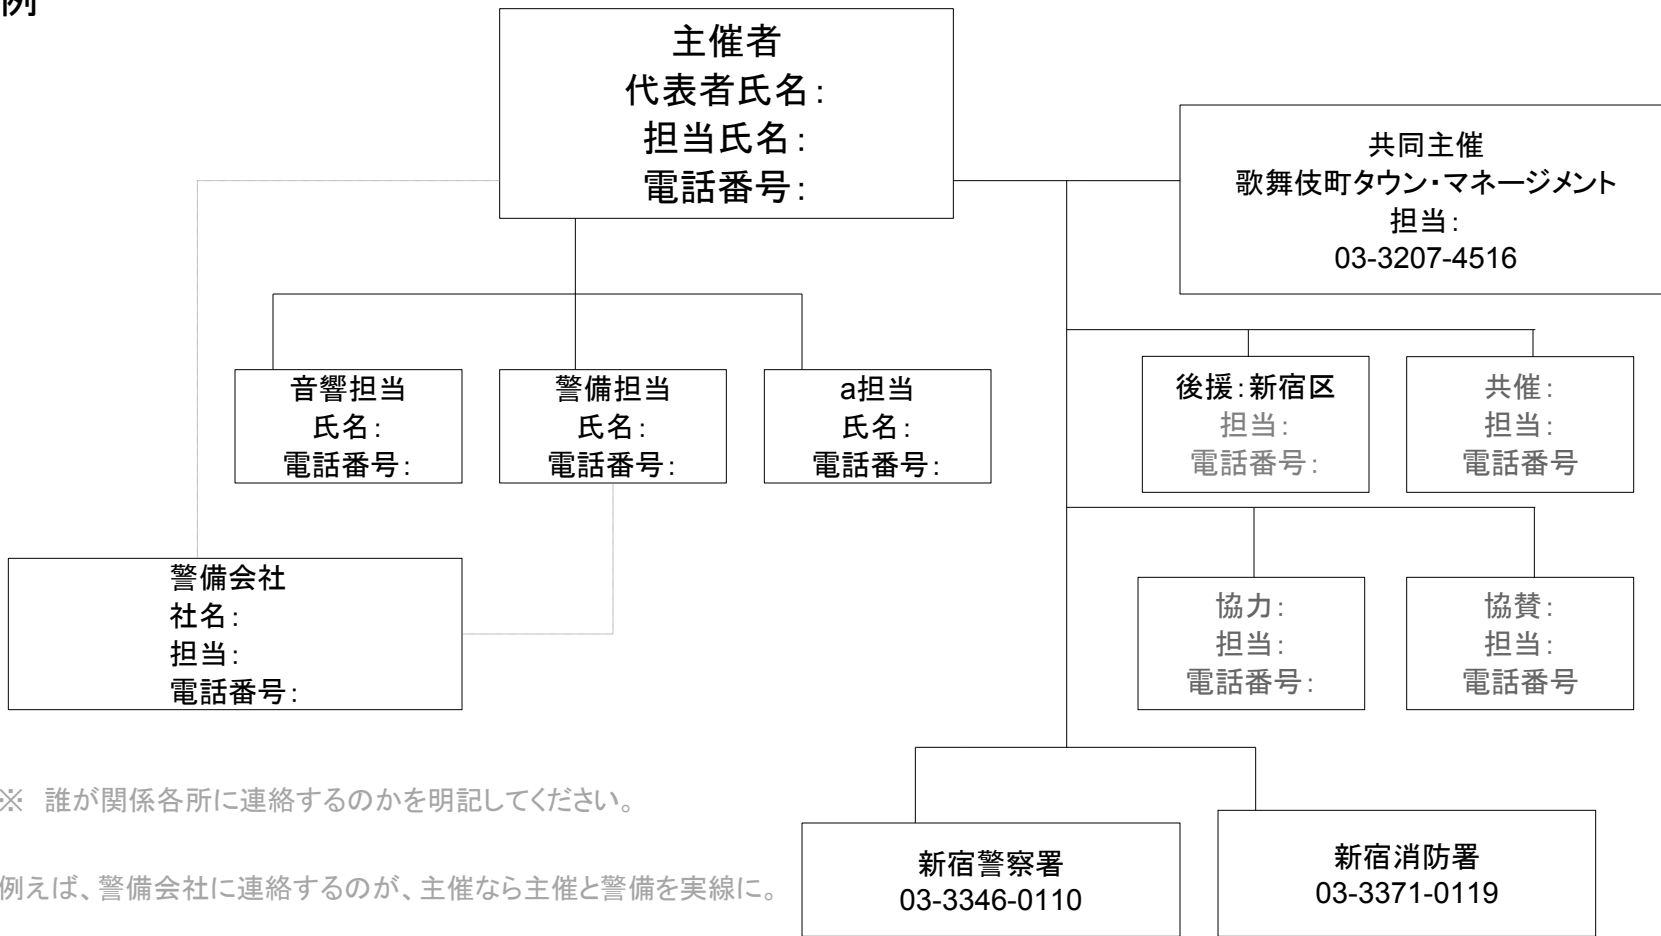 例
主催者
代表者氏名：
担当氏名：
電話番号：
共同主催
歌舞伎町タウン・マネージメント
担当：
03-3207-4516
音響担当
氏名：
電話番号：
警備担当
氏名：
電話番号：
a担当
氏名：
電話番号：
後援：新宿区
担当：
電話番号：
共催：
担当：
電話番号
警備会社
社名：
担当：
電話番号：
協力：
担当：
電話番号：
協賛：
担当：
電話番号
※　誰が関係各所に連絡するのかを明記してください。
例えば、警備会社に連絡するのが、主催なら主催と警備を実線に。
新宿警察署
03-3346-0110
新宿消防署
03-3371-0119